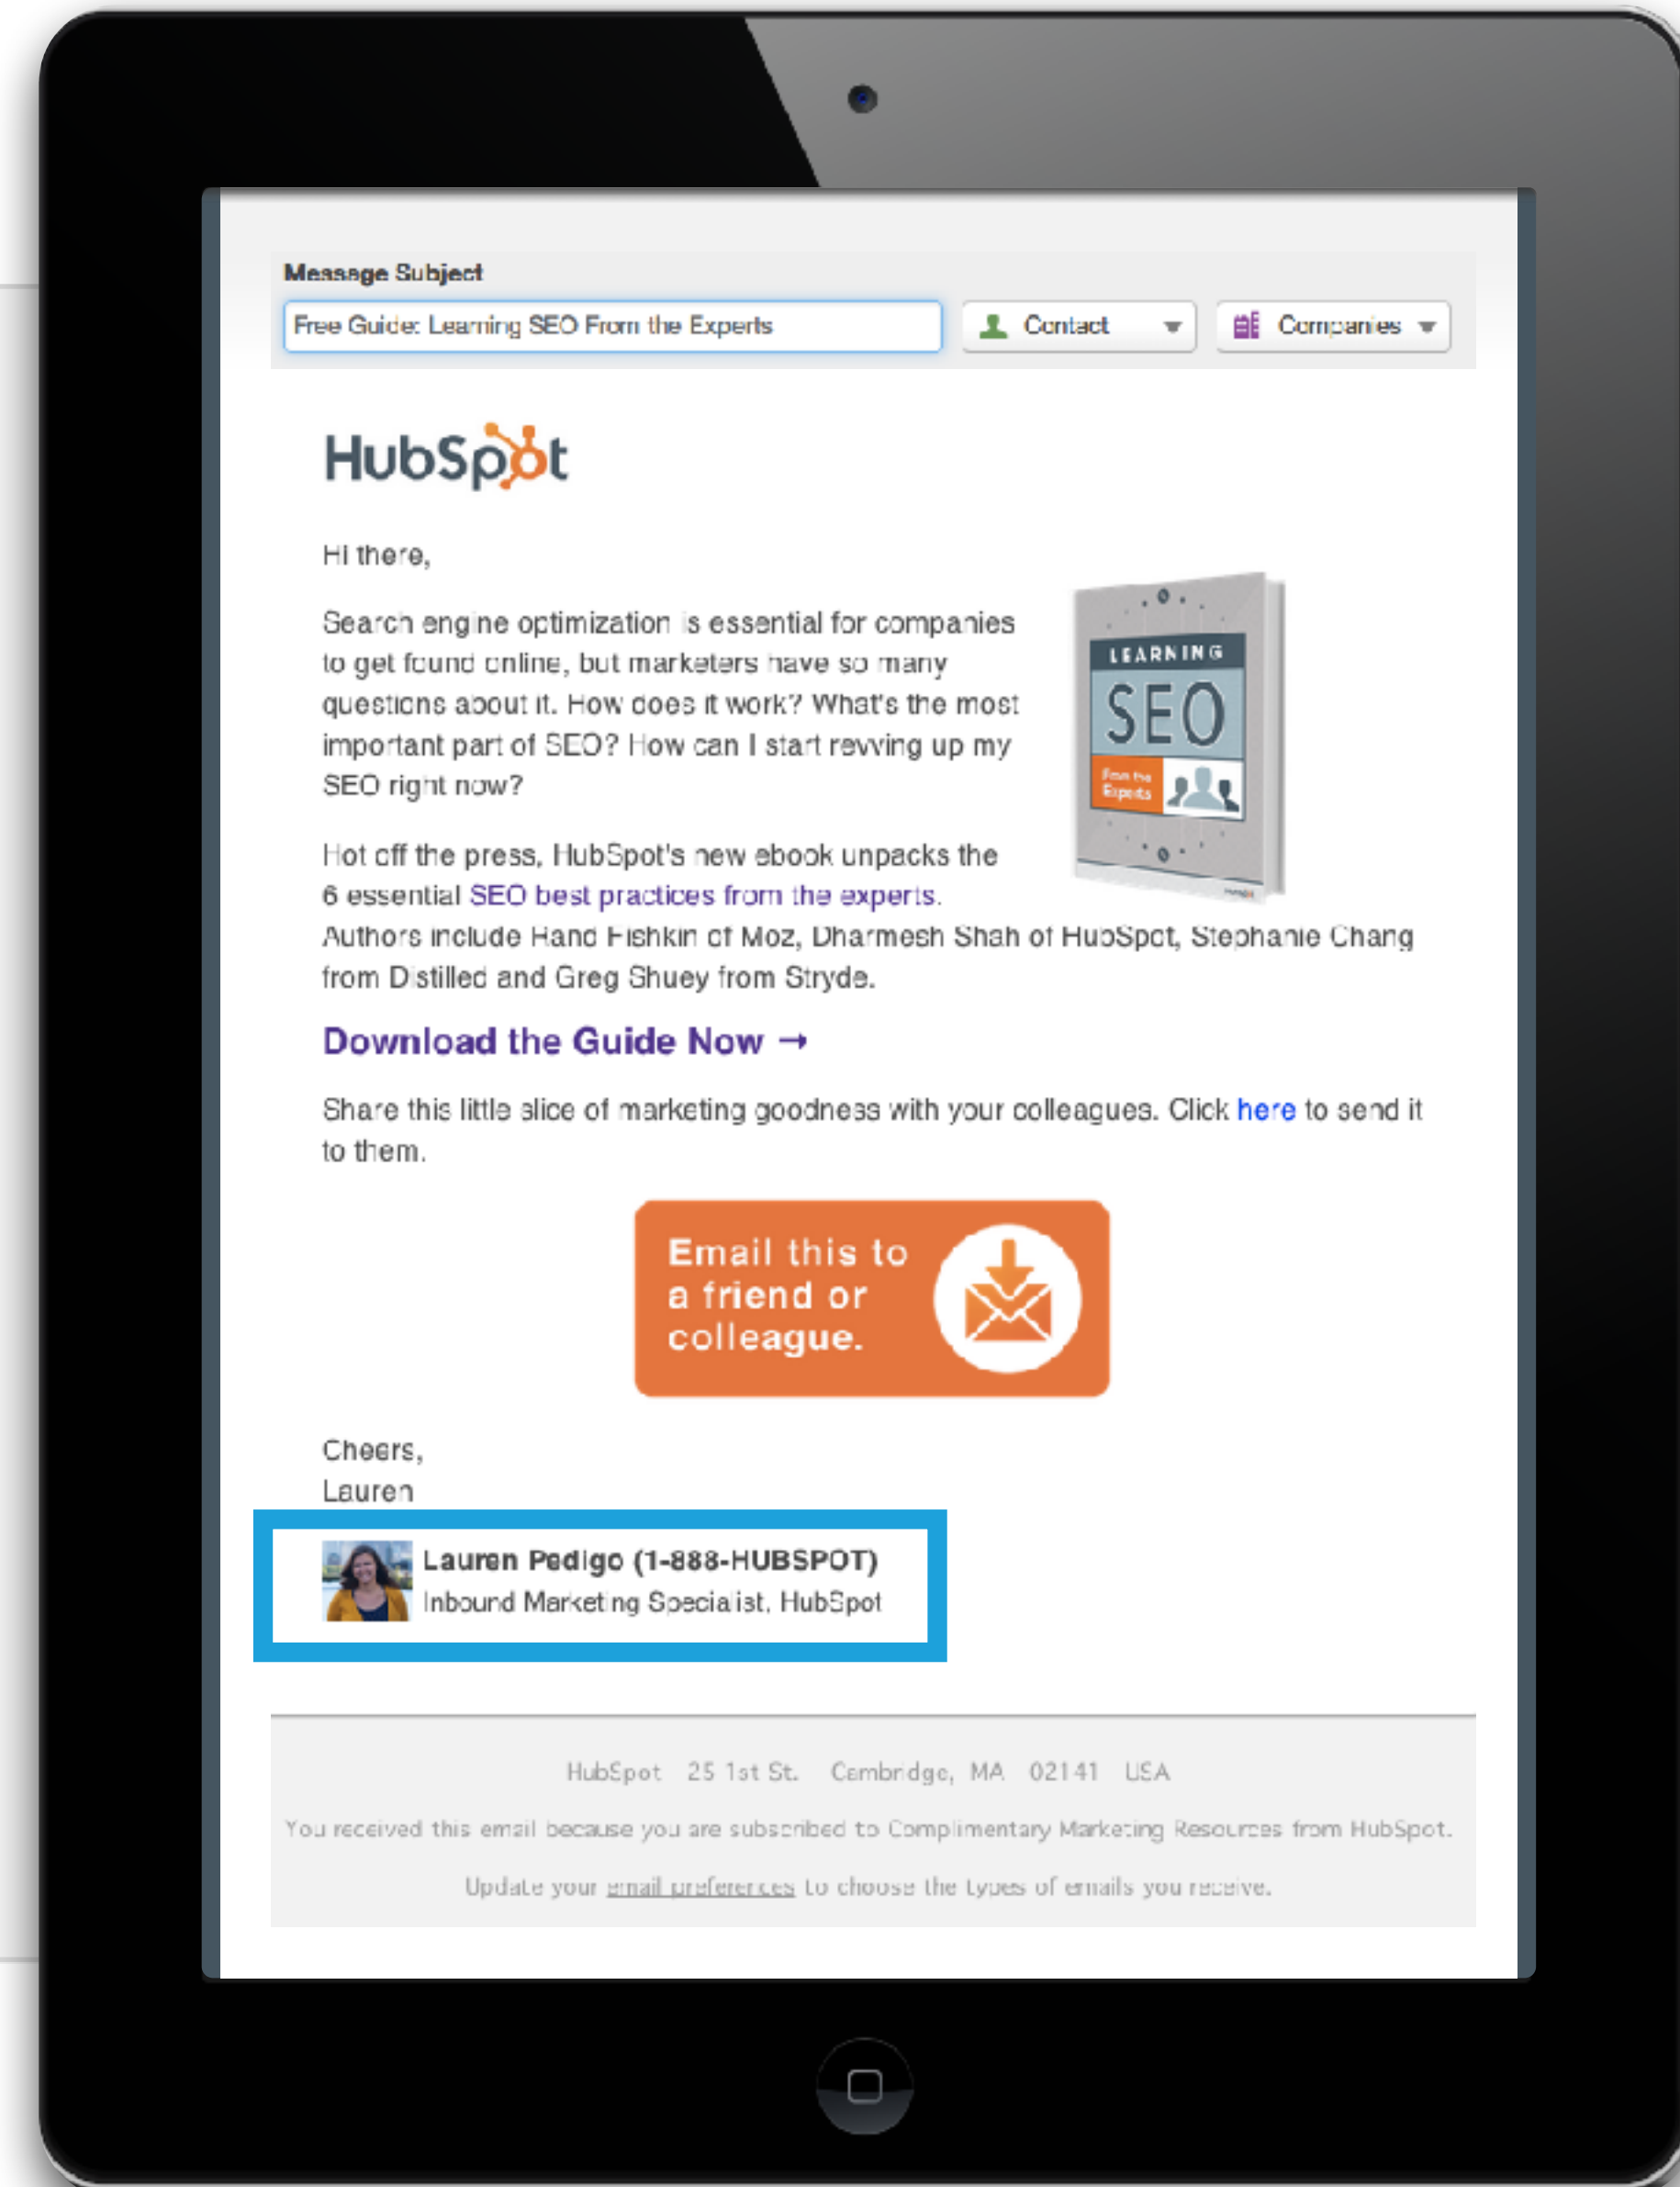 Message Subject
Free Guide: Learning SEO From the Experts
Contact
Companies
HubSpot
Hi there,
Search engine optimization is essential for companies
to get found online, but marketers have so many
questions about it. How does it work? What's the most
important part of SEO? How can I start revving up my
SEO right now?
LEARNING
SEO
From the
Experts
HubSpot
Hot off the press, HubSpot's new ebook unpacks the
6 essential SEO best practices from the experts.
Authors include Rand Fishkin of Moz, Dharmesh Shah of HubSpot, Stephanie Chang
from Distilled and Greg Shuey from Stryde.
Download the Guide Now →
Share this little slice of marketing goodness with your colleagues. Click here to send it
to them.
Email this to
a friend or
colleague.
Cheers,
Lauren
Lauren Pedigo (1-888-HUBSPOT)
Inbound Marketing Specialist, HubSpot
HubSpot 25 1st St. Cambridge, MA 02141 USA
You received this email because you are subscribed to Complimentary Marketing Resources from HubSpot.
Update your email preferences to choose the types of emails you receive.